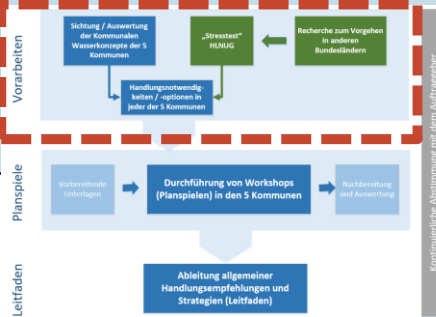 Vorarbeiten
Sichtung / Auswertung
der Kommunalen
Wasserkonzepte der 5
Kommunen
„Stresstest"
HLNUG
Recherche zum Vorgehen
in anderen
Bundesländern
Handlungsnotwendig-
keiten / -optionen in
jeder der 5 Kommunen
Planspiele
Vorbereitende
Unterlagen
Durchführung von Workshops
(Planspielen) in den 5 Kommunen
Nachbereitung
und Auswertung
Leitfaden
Ableitung allgemeiner
Handlungsempfehlungen und
Strategien (Leitfaden)
Kontinuierliche Abstimmung mit dem Auftraggeber